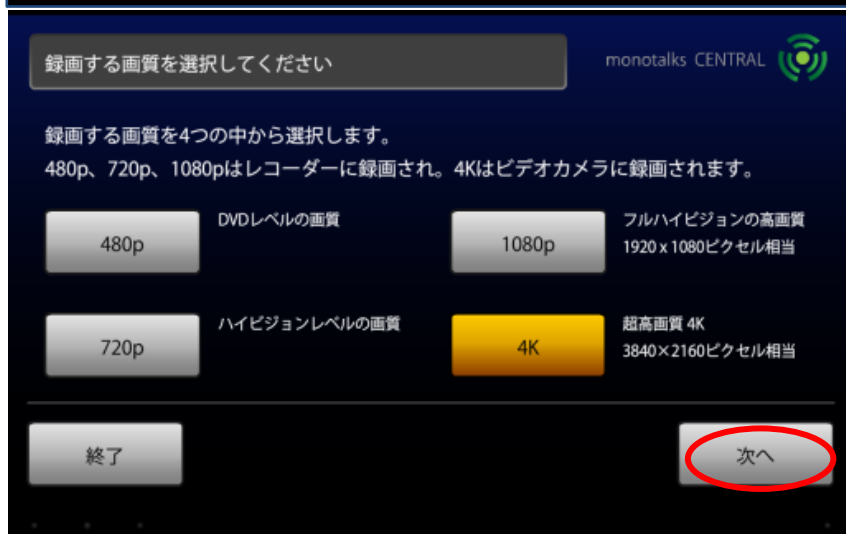 録画する画質を選択してください
monotalks CENTRAL
録画する画質を4つの中から選択します。
480p、720p、1080pはレコーダーに録画され。4Kはビデオカメラに録画されます。
480p
DVDレベルの画質
1080p
フルハイビジョンの高画質
1920 x 1080ピクセル相当
720p
ハイビジョンレベルの画質
4K
超高画質 4K
3840×2160ピクセル相当
終了
次へ